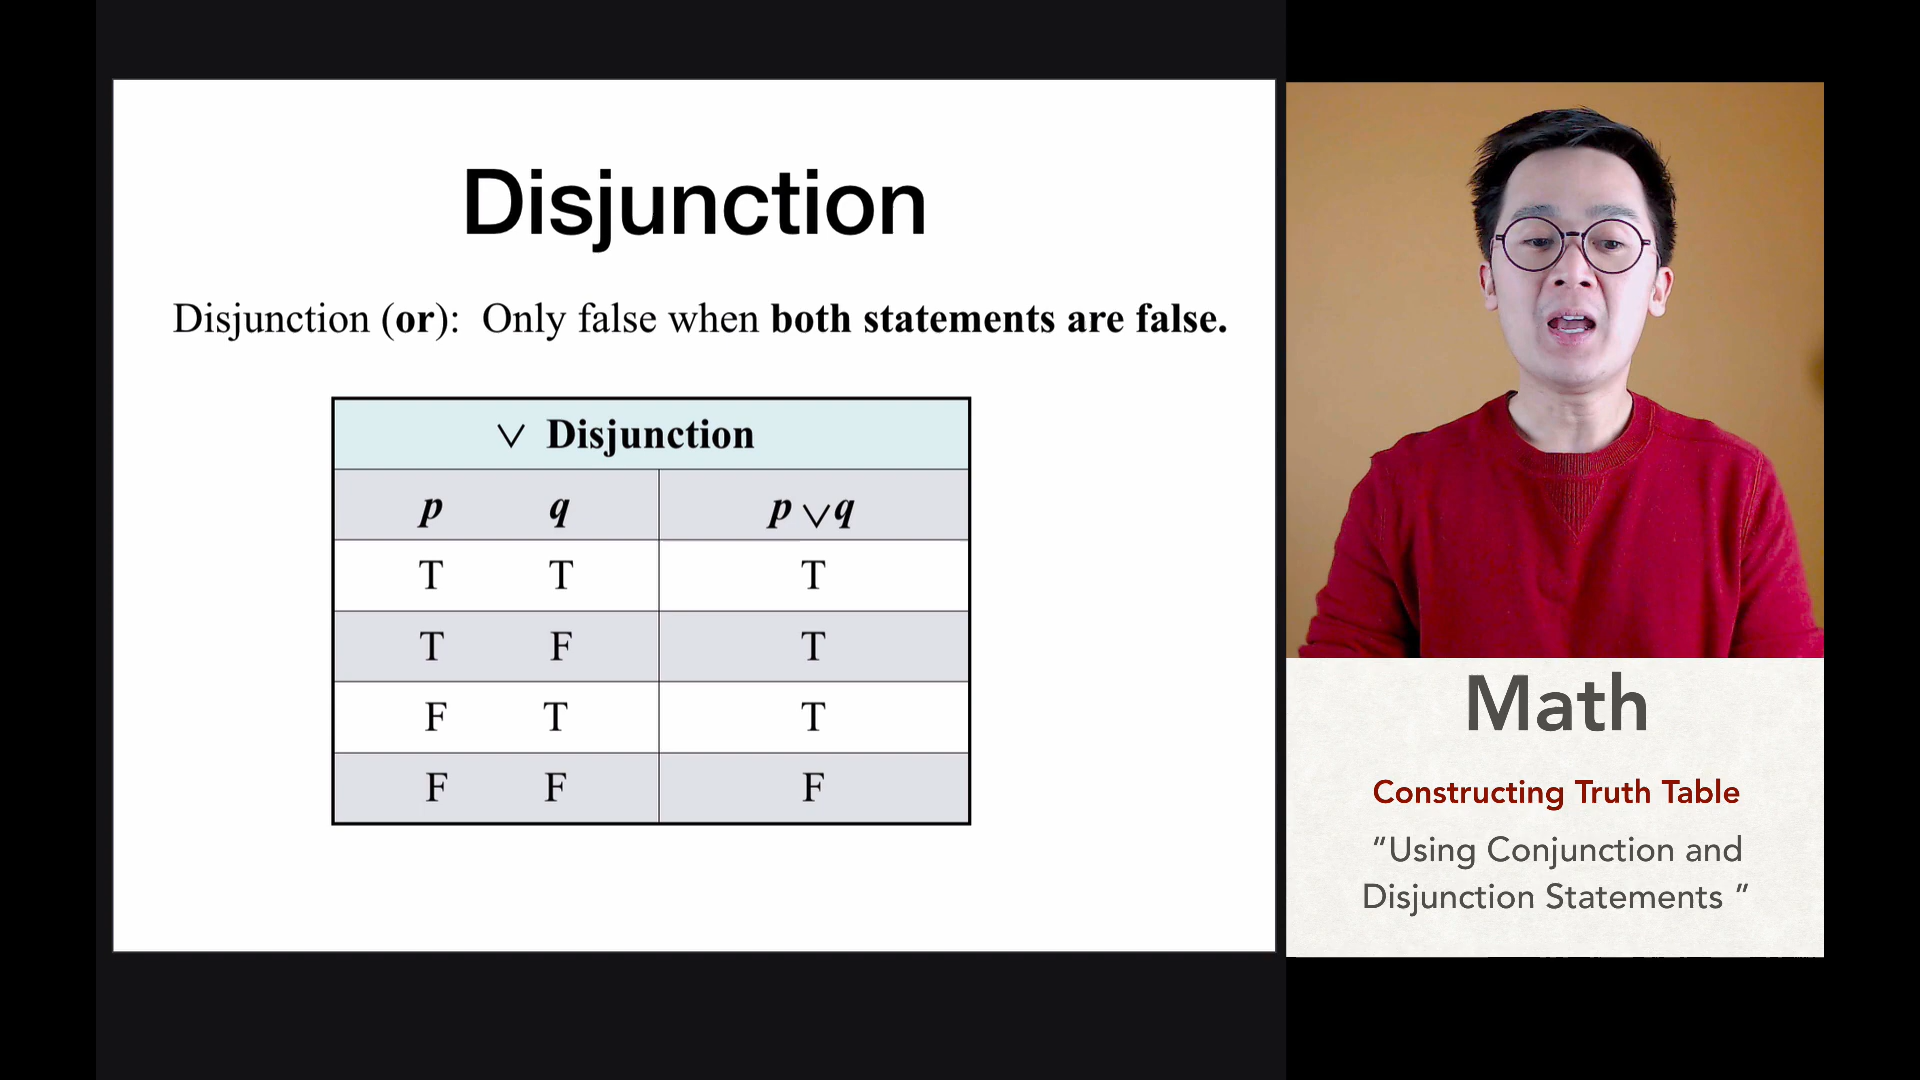 Disjunction
Disjunction (or): Only false when both statements are false.
∨ Disjunction
p q p ∨ q
T T T
T F T
F T T
F F F
Math
Constructing Truth Table
“Using Conjunction and
Disjunction Statements ”